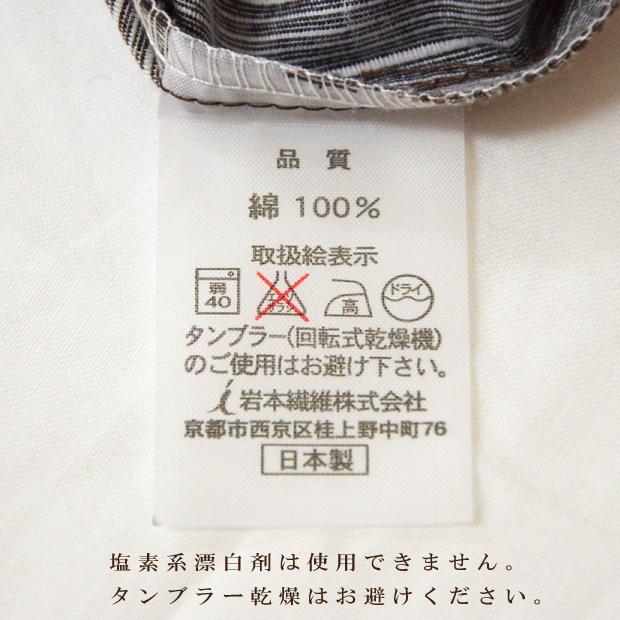 品質
綿 100%
取扱絵表示
弱 40 エンソ サラシ 高 ドライ
タンブラー(回転式乾燥機)
のご使用はお避け下さい。
i 岩本繊維株式会社
京都市西京区桂上野中町76
日本製
塩素系漂白剤は使用できません。
タンブラー乾燥はお避けください。